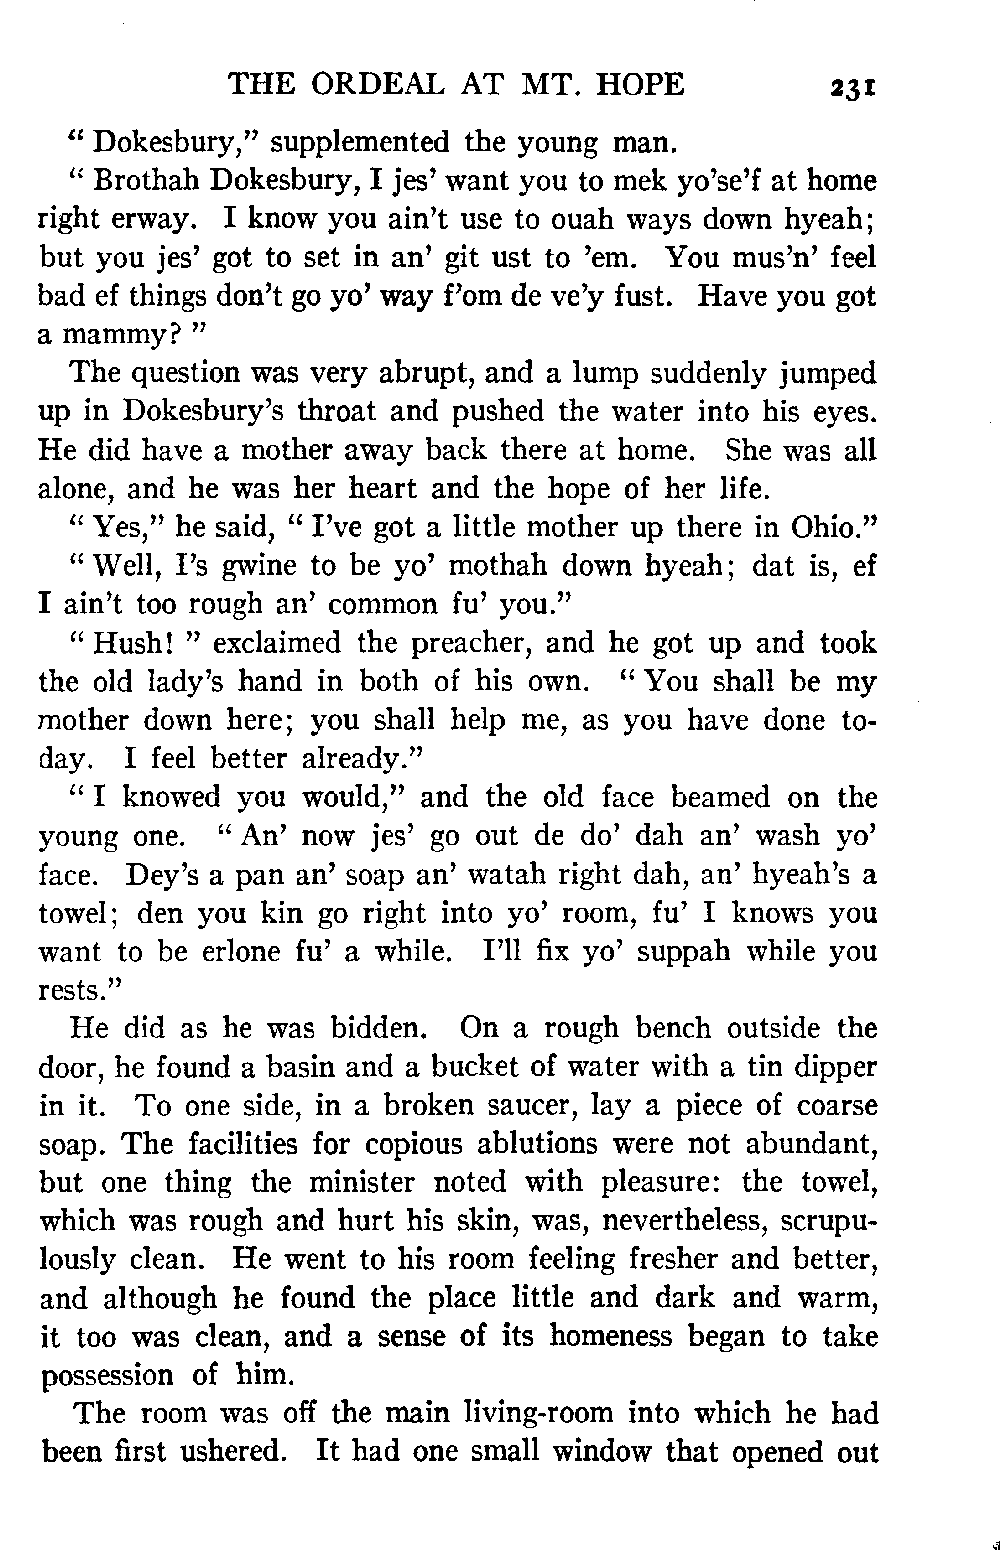 THE ORDEAL AT MT. HOPE 231
“ Dokesbury,” supplemented the young man.
“ Brothah Dokesbury, I jes’ want you to mek yo’se’f at home
right erway. I know you ain’t use to ouah ways down hyeah;
but you jes’ got to set in an’ git ust to ’em. You mus’n’ feel
bad ef things don’t go yo’ way f’om de ve’y fust. Have you got
a mammy? ”
The question was very abrupt, and a lump suddenly jumped
up in Dokesbury’s throat and pushed the water into his eyes.
He did have a mother away back there at home. She was all
alone, and he was her heart and the hope of her life.
“ Yes,” he said, “ I’ve got a little mother up there in Ohio.”
“ Well, I’s gwine to be yo’ mothah down hyeah; dat is, ef
I ain’t too rough an’ common fu’ you.”
“ Hush! ” exclaimed the preacher, and he got up and took
the old lady’s hand in both of his own. “ You shall be my
mother down here; you shall help me, as you have done to-
day. I feel better already.”
“ I knowed you would,” and the old face beamed on the
young one. “ An’ now jes’ go out de do’ dah an’ wash yo’
face. Dey’s a pan an’ soap an’ watah right dah, an’ hyeah’s a
towel; den you kin go right into yo’ room, fu’ I knows you
want to be erlone fu’ a while. I’ll fix yo’ suppah while you
rests.”
He did as he was bidden. On a rough bench outside the
door, he found a basin and a bucket of water with a tin dipper
in it. To one side, in a broken saucer, lay a piece of coarse
soap. The facilities for copious ablutions were not abundant,
but one thing the minister noted with pleasure: the towel,
which was rough and hurt his skin, was, nevertheless, scrupu-
lously clean. He went to his room feeling fresher and better,
and although he found the place little and dark and warm,
it too was clean, and a sense of its homeness began to take
possession of him.
The room was off the main living-room into which he had
been first ushered. It had one small window that opened out